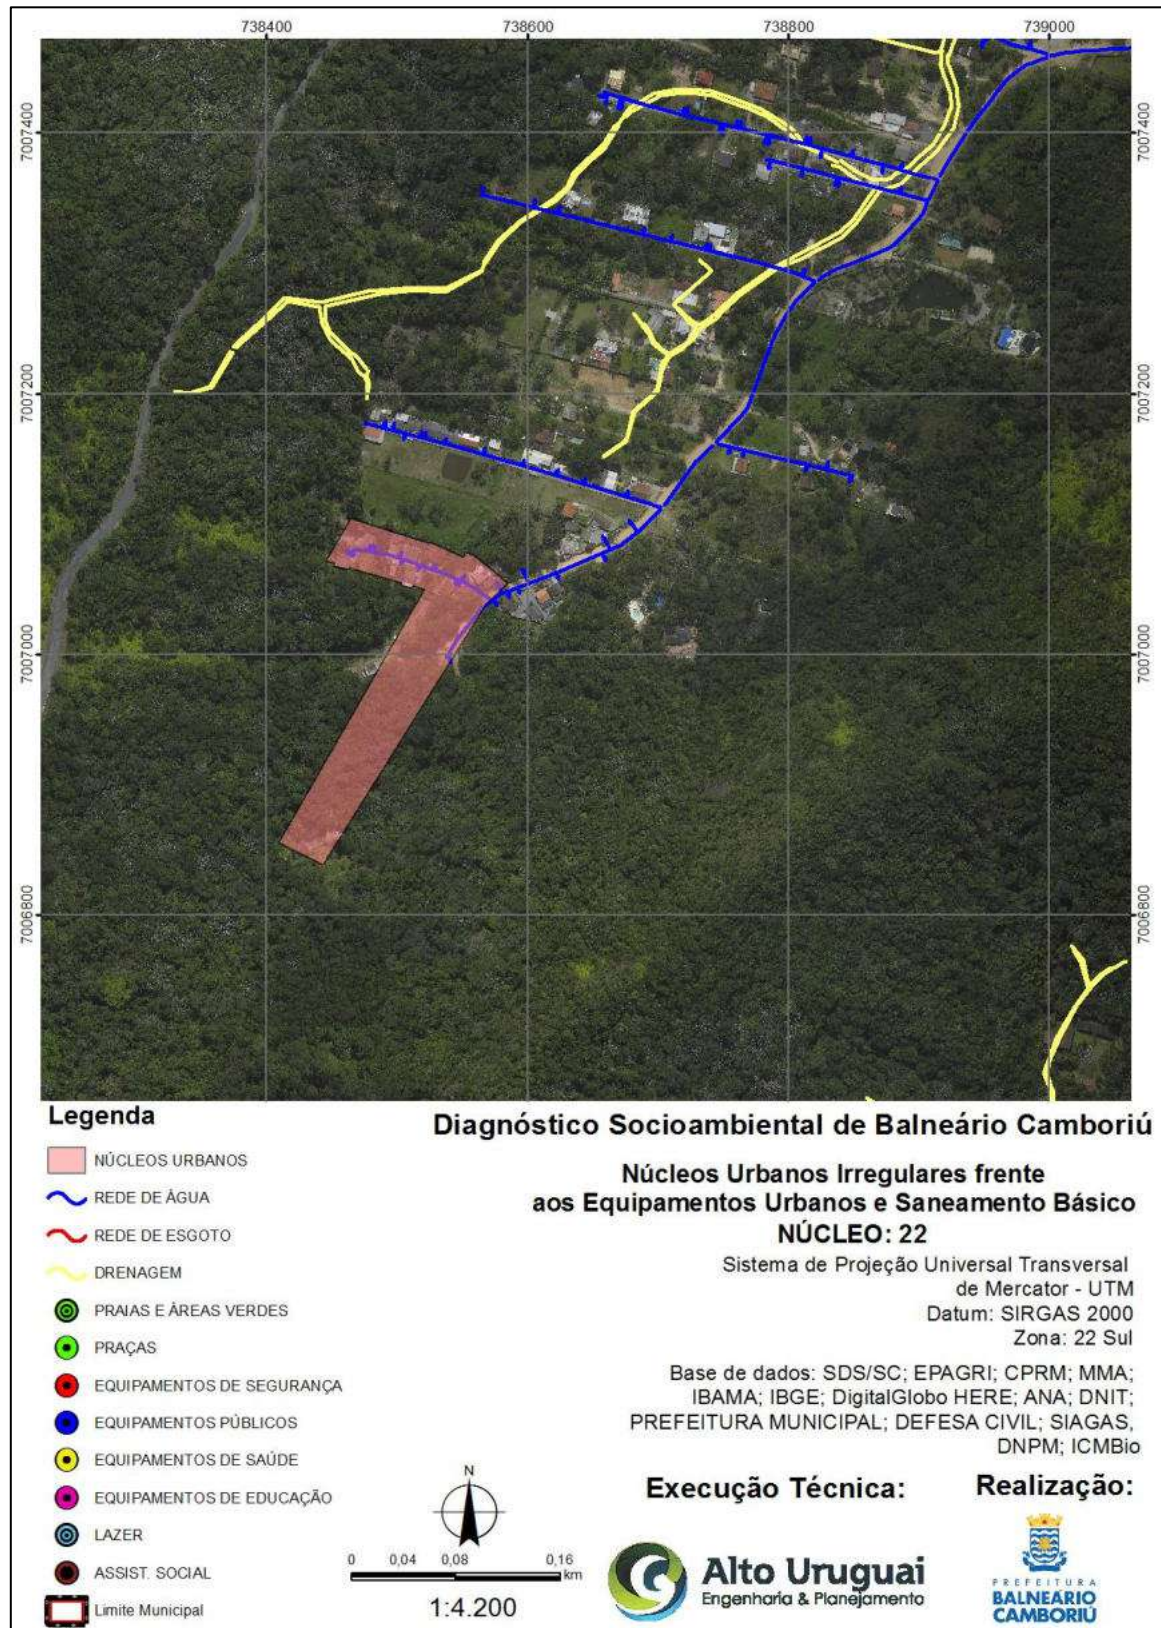 738400 738600 738800 739000
7007400 7007400
7007200 7007200
7007000 7007000
7006800 7006800
Legenda
NÚCLEOS URBANOS
REDE DE ÁGUA
REDE DE ESGOTO
DRENAGEM
PRAIAS E ÁREAS VERDES
PRAÇAS
EQUIPAMENTOS DE SEGURANÇA
EQUIPAMENTOS PÚBLICOS
EQUIPAMENTOS DE SAÚDE
EQUIPAMENTOS DE EDUCAÇÃO
LAZER
ASSIST. SOCIAL
Limite Municipal
N
0 0,04 0,08 0,16
km
1:4.200
Diagnóstico Socioambiental de Balneário Camboriú
Núcleos Urbanos Irregulares frente
aos Equipamentos Urbanos e Saneamento Básico
NÚCLEO: 22
Sistema de Projeção Universal Transversal
de Mercator - UTM
Datum: SIRGAS 2000
Zona: 22 Sul
Base de dados: SDS/SC; EPAGRI; CPRM; MMA;
IBAMA; IBGE; DigitalGlobo HERE; ANA; DNIT;
PREFEITURA MUNICIPAL; DEFESA CIVIL; SIAGAS,
DNPM; ICMBio
Execução Técnica:
Alto Uruguai
Engenharia & Planejamento
Realização:
PREFEITURA
BALNEÁRIO
CAMBORIÚ